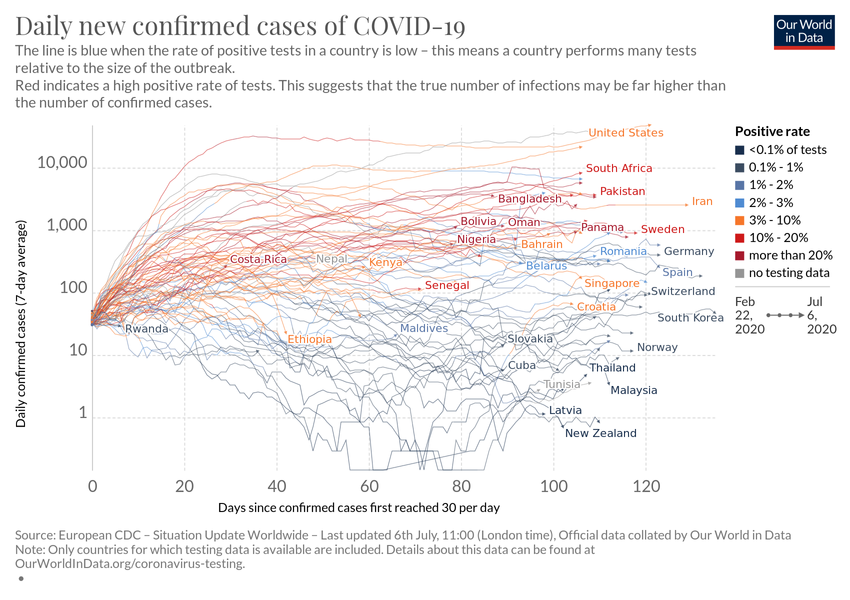 Daily new confirmed cases of COVID-19
Our World
in Data
The line is blue when the rate of positive tests in a country is low – this means a country performs many tests
relative to the size of the outbreak.
Red indicates a high positive rate of tests. This suggests that the true number of infections may be far higher than
the number of confirmed cases.
Daily confirmed cases (7-day average)
10,000
1,000
100
10
1
United States
South Africa
Bangladesh
Pakistan
Iran
Bolivia
Oman
Panama
Sweden
Nigeria
Bahrain
Romania
Germany
Costa Rica
Nepal
Kenya
Belarus
Spain
Senegal
Singapore
Switzerland
Croatia
South Korea
Rwanda
Maldives
Ethiopia
Slovakia
Norway
Cuba
Thailand
Tunisia
Malaysia
Latvia
New Zealand
0
20
40
60
80
100
120
Days since confirmed cases first reached 30 per day
Positive rate
<0.1% of tests
0.1% - 1%
1% - 2%
2% - 3%
3% - 10%
10% - 20%
more than 20%
no testing data
Feb
22,
2020
Jul
6,
2020
Source: European CDC – Situation Update Worldwide – Last updated 6th July, 11:00 (London time), Official data collated by Our World in Data
Note: Only countries for which testing data is available are included. Details about this data can be found at
OurWorldInData.org/coronavirus-testing.